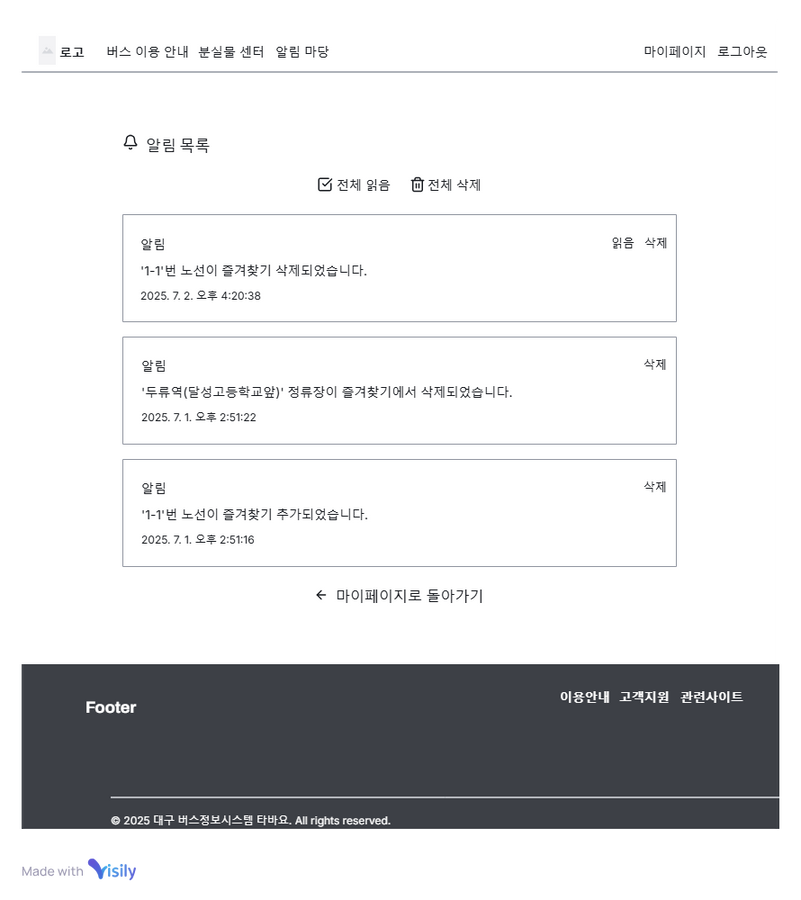 로고 버스 이용 안내 분실물 센터 알림 마당 마이페이지 로그아웃
알림 목록
전체 읽음 전체 삭제
알림 읽음 삭제
'1-1'번 노선이 즐겨찾기 삭제되었습니다.
2025. 7. 2. 오후 4:20:38
알림 삭제
'두류역(달성고등학교앞)' 정류장이 즐겨찾기에서 삭제되었습니다.
2025. 7. 1. 오후 2:51:22
알림 삭제
'1-1'번 노선이 즐겨찾기 추가되었습니다.
2025. 7. 1. 오후 2:51:16
마이페이지로 돌아가기
이용안내 고객지원 관련사이트
Footer
© 2025 대구 버스정보시스템 타바요. All rights reserved.
Made with Visily